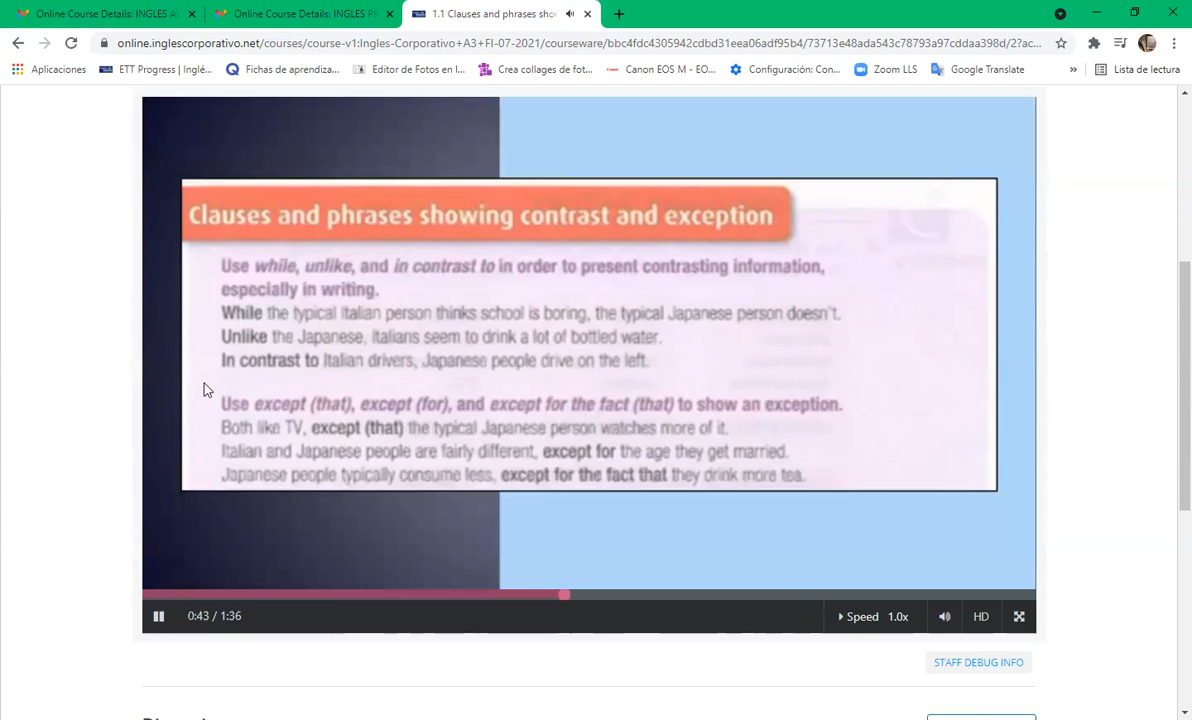 Online Course Details: INGLES A
Online Course Details: INGLES P
1.1 Clauses and phrases sho
online.inglescorporativo.net/courses/course-v1:Ingles-Corporativo+A3+FI-07-2021/courseware/bbc4fdc4305942cdbd31eea06adf95b4/73713e48ada543c78793a97cddaa398d/2?ac...
Aplicaciones
ETT Progress | Inglé...
Fichas de aprendiza...
Editor de Fotos en l...
Crea collages de fot...
Canon EOS M - EO...
Configuración: Con...
Zoom LLS
Google Translate
»
Lista de lectura
Clauses and phrases showing contrast and exception
Use while, unlike, and in contrast to in order to present contrasting information,
especially in writing.
While the typical Italian person thinks school is boring, the typical Japanese person doesn't.
Unlike the Japanese, Italians seem to drink a lot of bottled water.
In contrast to Italian drivers, Japanese people drive on the left.
Use except (that), except (for), and except for the fact (that) to show an exception.
Both like TV, except (that) the typical Japanese person watches more of it.
Italian and Japanese people are fairly different, except for the age they get married.
Japanese people typically consume less, except for the fact that they drink more tea.
0:43 / 1:36
Speed 1.0x
HD
STAFF DEBUG INFO